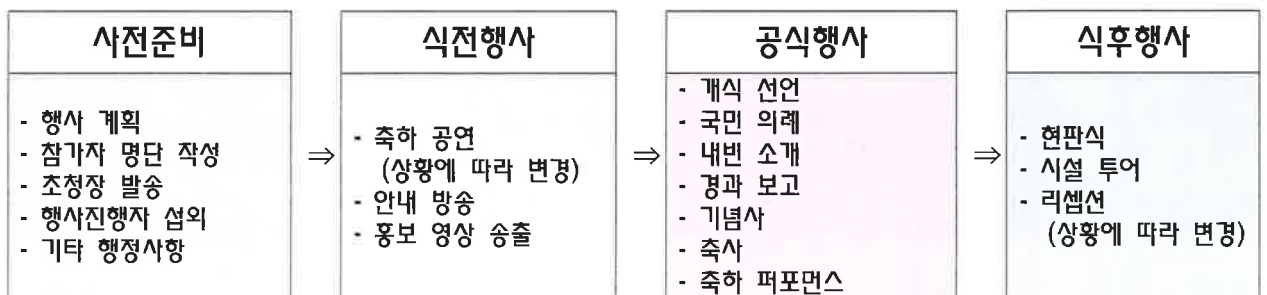 사전준비
- 행사 계획
- 참가자 명단 작성
- 초청장 발송
- 행사진행자 섭외
- 기타 행정사항
⇒
식전행사
- 축하 공연
(상황에 따라 변경)
- 안내 방송
- 홍보 영상 송출
⇒
공식행사
- 개식 선언
- 국민 의례
- 내빈 소개
- 경과 보고
- 기념사
- 축사
- 축하 퍼포먼스
⇒
식후행사
- 현판식
- 시설 투어
- 리셉션
(상황에 따라 변경)